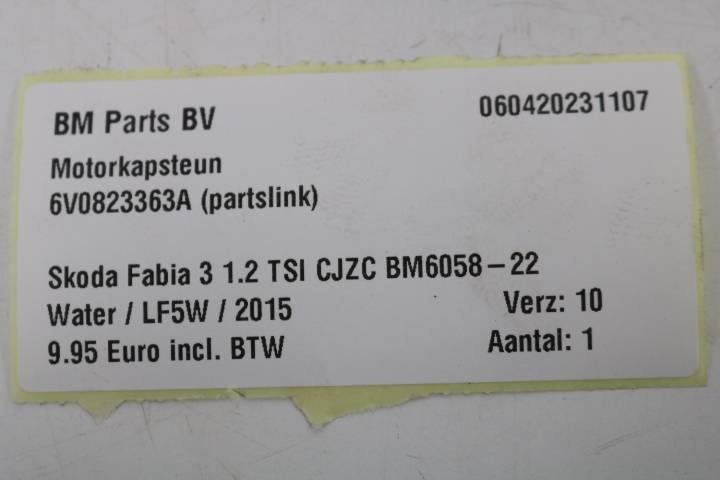 BM Parts BV 060420231107
Motorkapsteun
6V0823363A (partslink)
Skoda Fabia 3 1.2 TSI CJZC BM6058-22
Water / LF5W / 2015 Verz: 10
9.95 Euro incl. BTW Aantal: 1